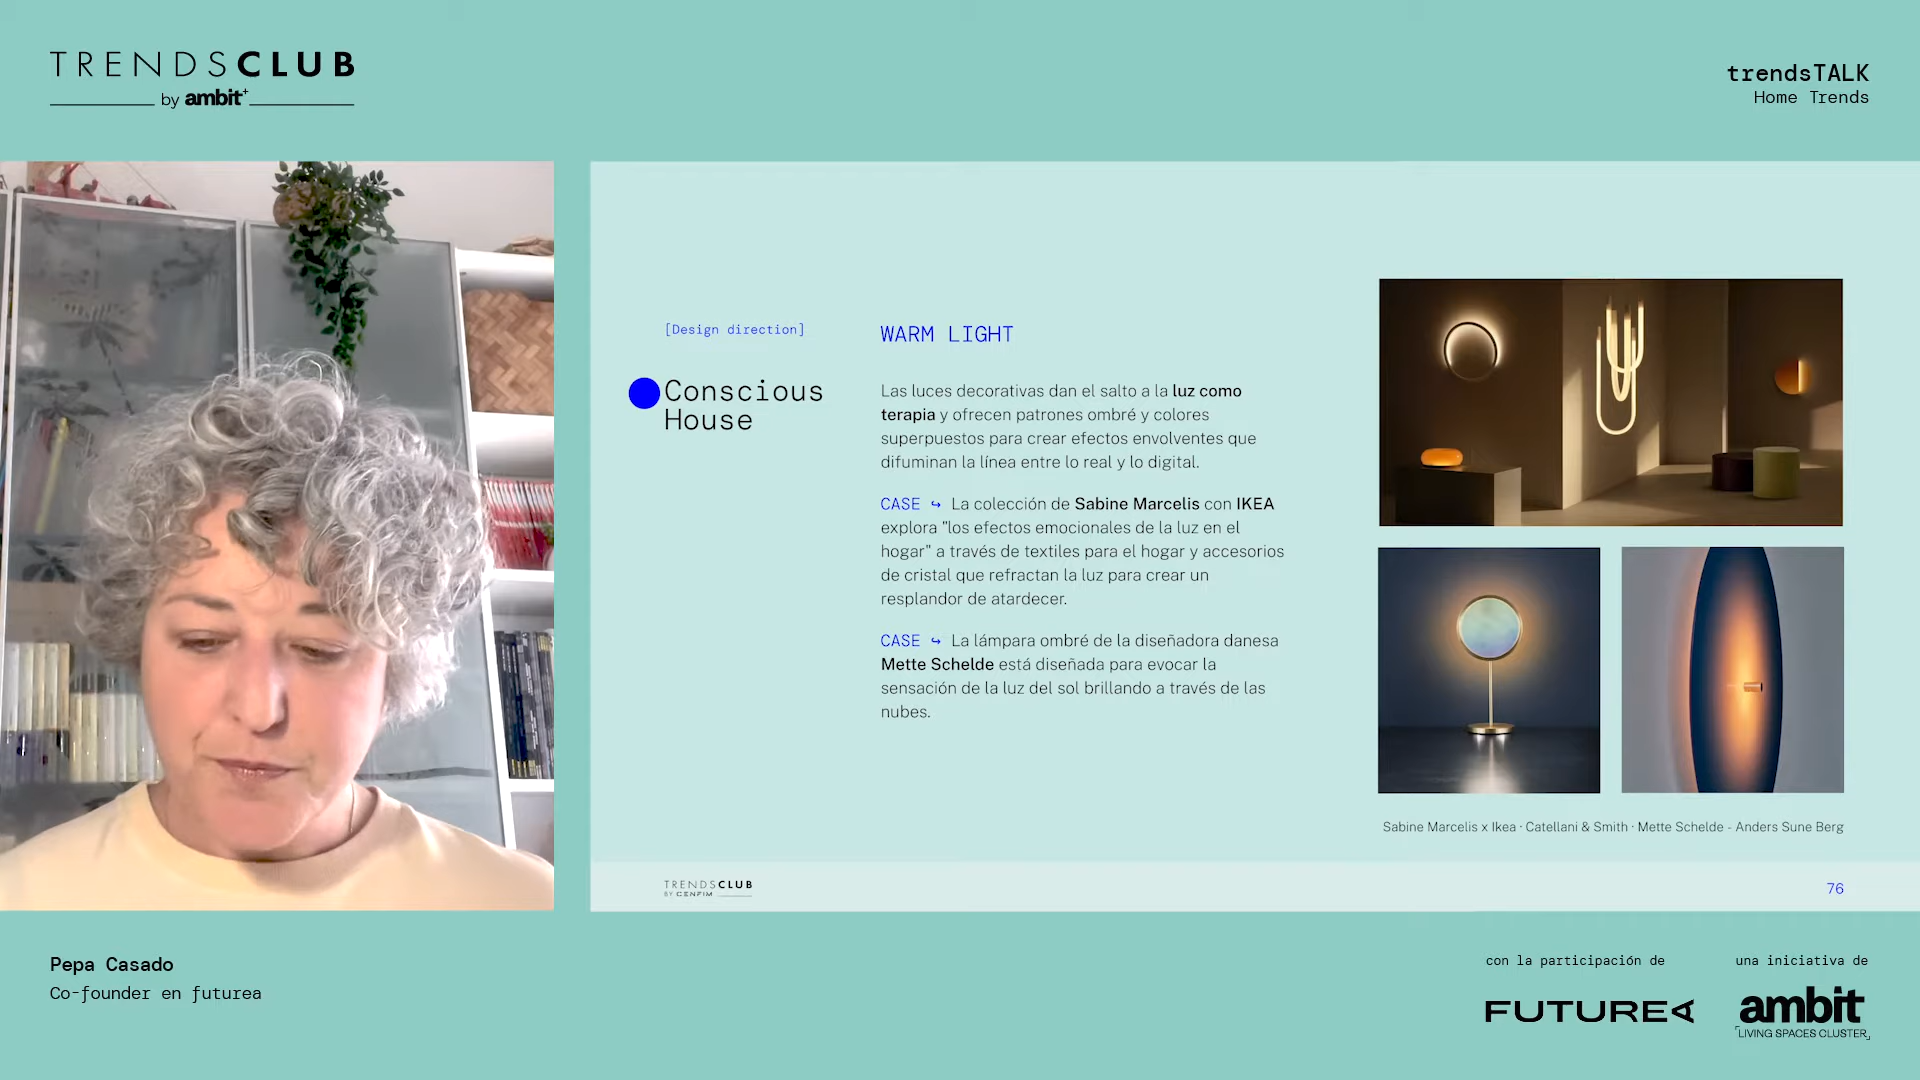 TRENDSCLUB
by ambit+
trendsTALK
Home Trends
[Design direction]
Conscious
House
WARM LIGHT
Las luces decorativas dan el salto a la luz como
terapia y ofrecen patrones ombré y colores
superpuestos para crear efectos envolventes que
difuminan la línea entre lo real y lo digital.
CASE ↪ La colección de Sabine Marcelis con IKEA
explora "los efectos emocionales de la luz en el
hogar" a través de textiles para el hogar y accesorios
de cristal que refractan la luz para crear un
resplandor de atardecer.
CASE ↪ La lámpara ombré de la diseñadora danesa
Mette Schelde está diseñada para evocar la
sensación de la luz del sol brillando a través de las
nubes.
Sabine Marcelis x Ikea · Catellani & Smith · Mette Schelde - Anders Sune Berg
TRENDSCLUB
BY CENFIM
76
Pepa Casado
Co-founder en futurea
con la participación de
FUTUREA
una iniciativa de
ambit
LIVING SPACES CLUSTER